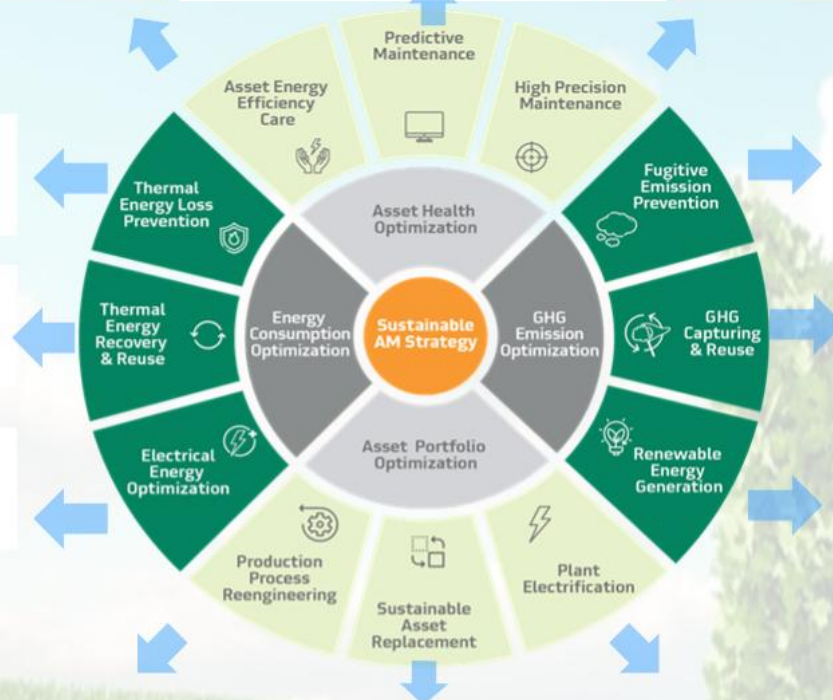 Predictive
Maintenance
Asset Energy
Efficiency
Care
High Precision
Maintenance
Thermal
Energy Loss
Prevention
Fugitive
Emission
Prevention
Asset Health
Optimization
Thermal
Energy
Recovery
& Reuse
Energy
Consumption
Optimization
Sustainable
AM Strategy
GHG
Emission
Optimization
GHG
Capturing
& Reuse
Asset Portfolio
Optimization
Electrical
Energy
Optimization
Renewable
Energy
Generation
Production
Process
Reengineering
Sustainable
Asset
Replacement
Plant
Electrification